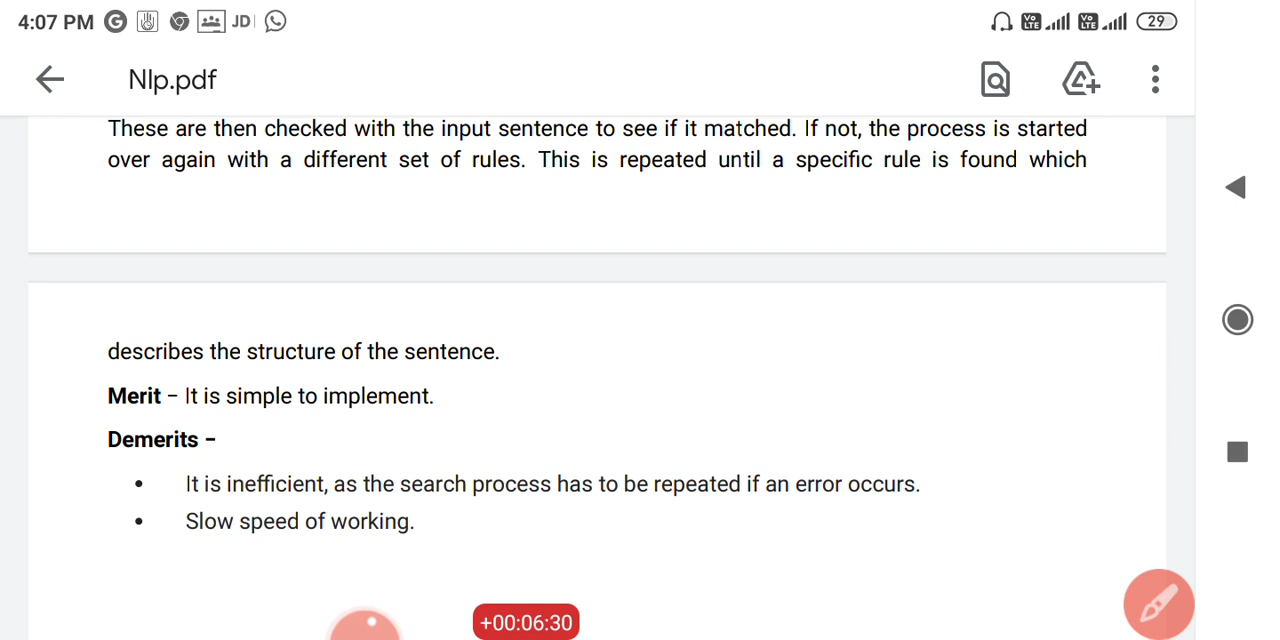 4:07 PM G JD Vo LTE Vo LTE 29
Nlp.pdf
These are then checked with the input sentence to see if it matched. If not, the process is started
over again with a different set of rules. This is repeated until a specific rule is found which
describes the structure of the sentence.
Merit – It is simple to implement.
Demerits –
• It is inefficient, as the search process has to be repeated if an error occurs.
• Slow speed of working.
+00:06:30